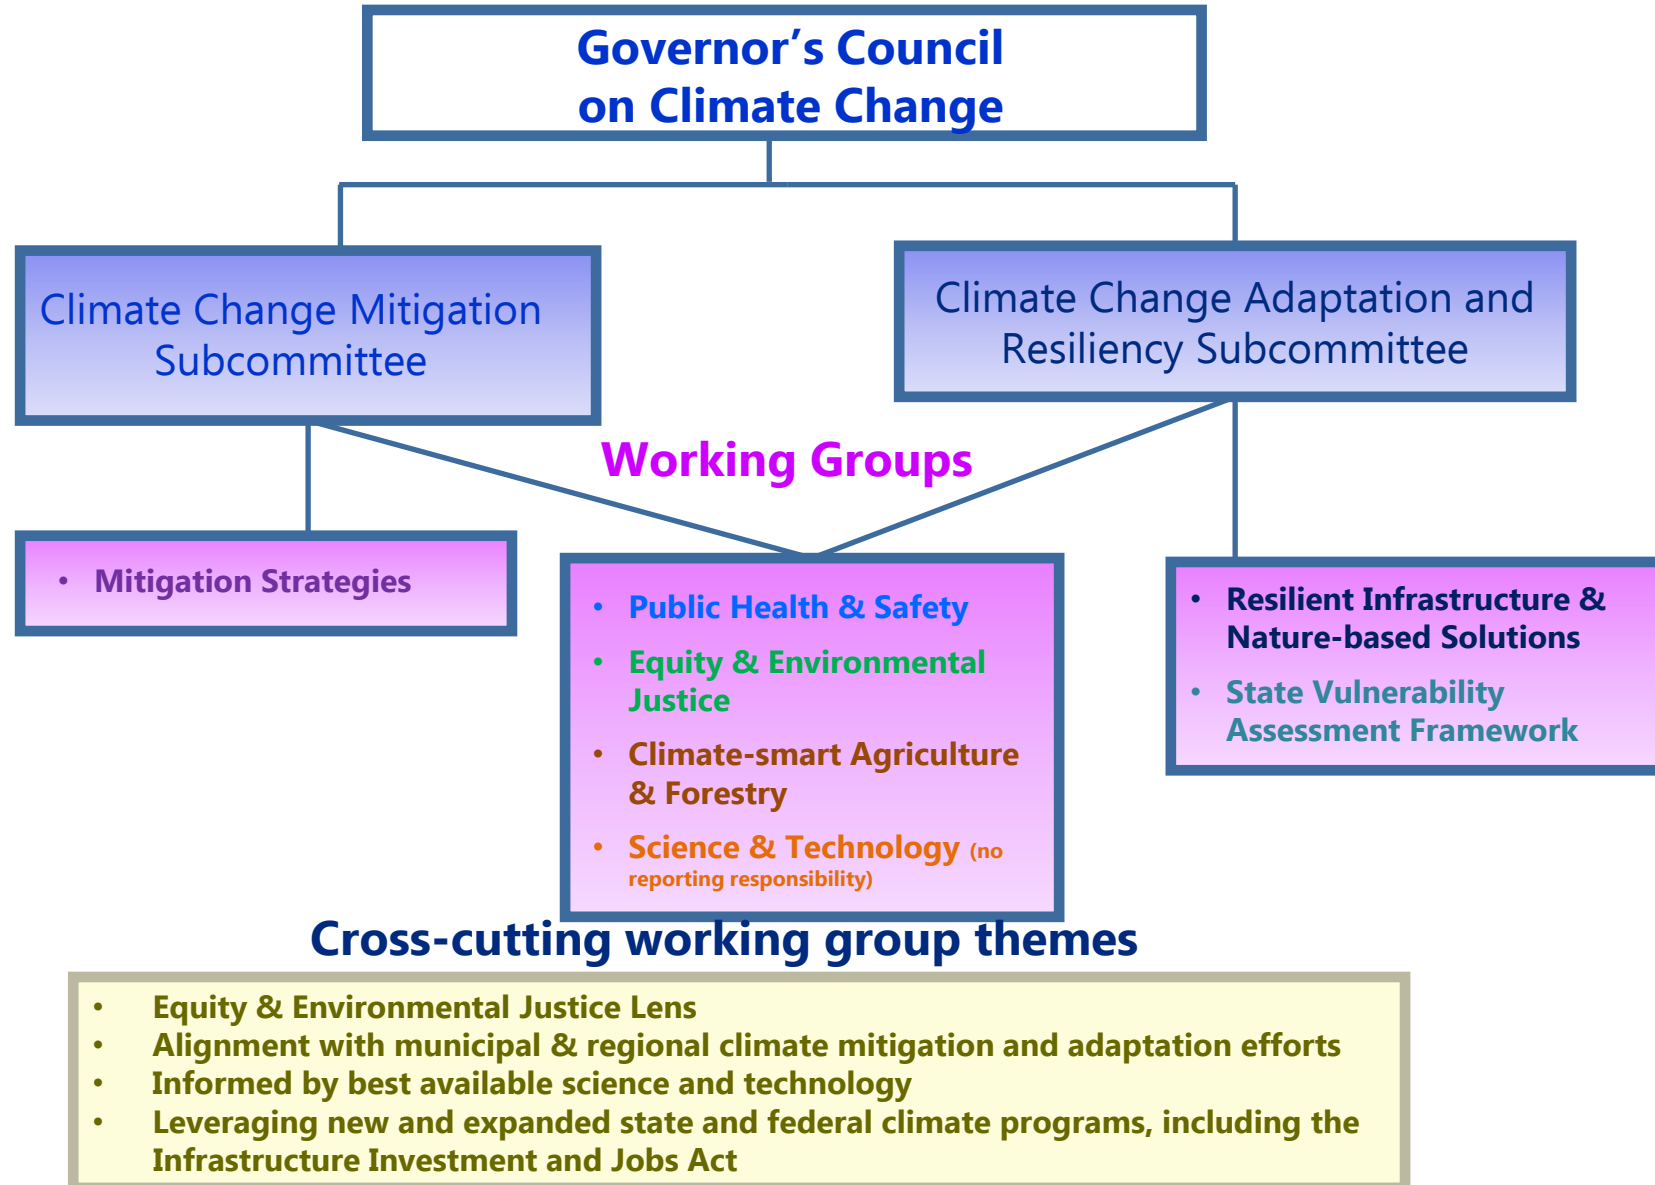 Governor’s Council
on Climate Change
Climate Change Mitigation
Subcommittee
Climate Change Adaptation and
Resiliency Subcommittee
Working Groups
• Mitigation Strategies
• Public Health & Safety
• Equity & Environmental
Justice
• Climate-smart Agriculture
& Forestry
• Science & Technology (no
reporting responsibility)
• Resilient Infrastructure &
Nature-based Solutions
• State Vulnerability
Assessment Framework
Cross-cutting working group themes
• Equity & Environmental Justice Lens
• Alignment with municipal & regional climate mitigation and adaptation efforts
• Informed by best available science and technology
• Leveraging new and expanded state and federal climate programs, including the
Infrastructure Investment and Jobs Act